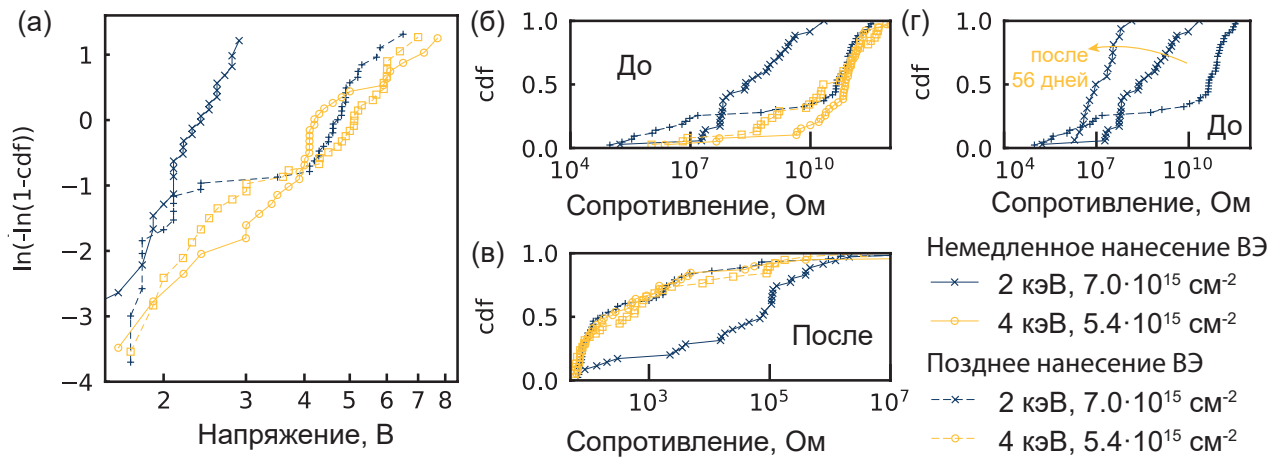 (а)
ln(-ln(1-cdf))
1
0
−1
−2
−3
−4
2
3
4
5
6
7
8
Напряжение, В
(б)
cdf
1.0
0.5
0.0
До
10⁴
10⁷
10¹⁰
Сопротивление, Ом
(в)
cdf
1.0
0.5
0.0
После
10³
10⁵
10⁷
Сопротивление, Ом
(г)
cdf
1.0
0.5
0.0
после
56 дней
До
10⁴
10⁷
10¹⁰
Сопротивление, Ом
Немедленное нанесение ВЭ
2 кэВ, 7.0·10¹⁵ см⁻²
4 кэВ, 5.4·10¹⁵ см⁻²
Позднее нанесение ВЭ
2 кэВ, 7.0·10¹⁵ см⁻²
4 кэВ, 5.4·10¹⁵ см⁻²